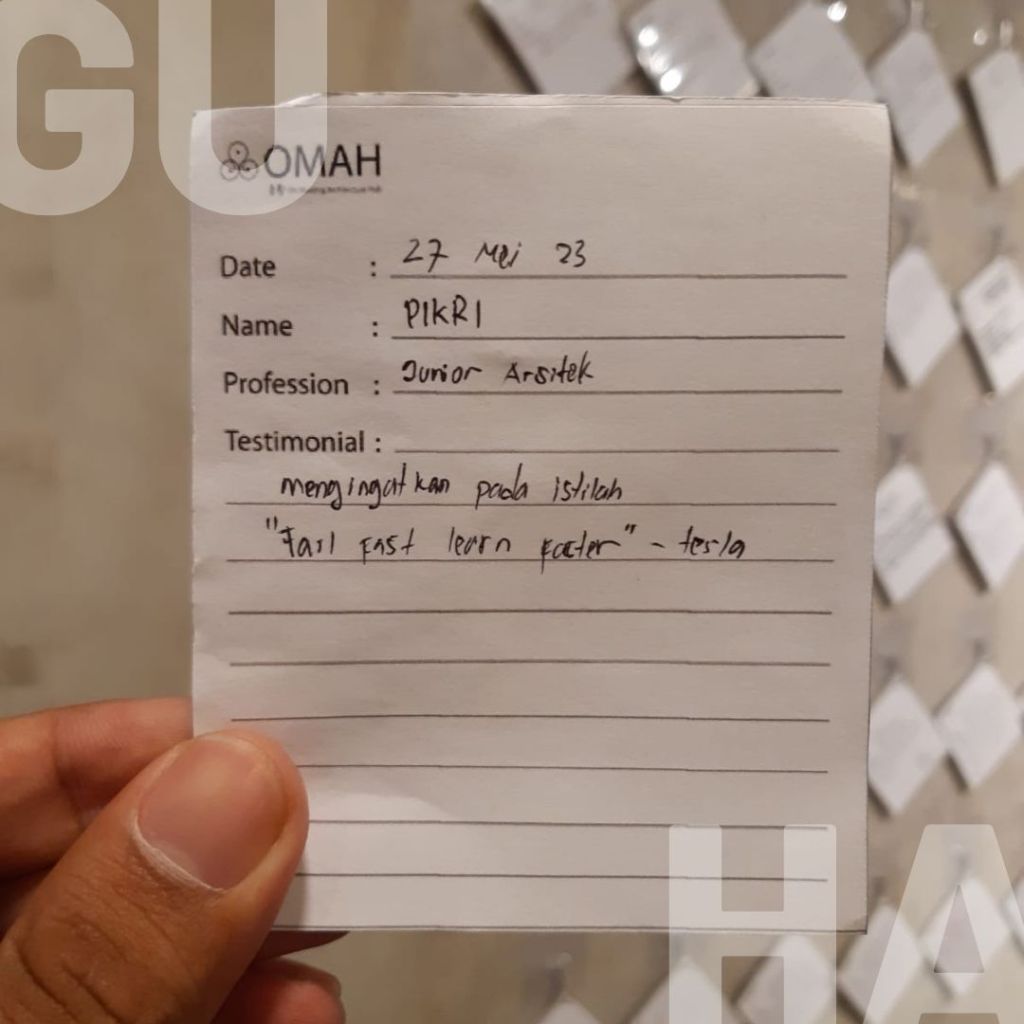 GU
OMAH
Date : 27 Mei 23
Name : PIKRI
Profession : Junior Arsitek
Testimonial :
mengingatkan pada istilah
"Fail Fast learn Faster" - tesla
HA